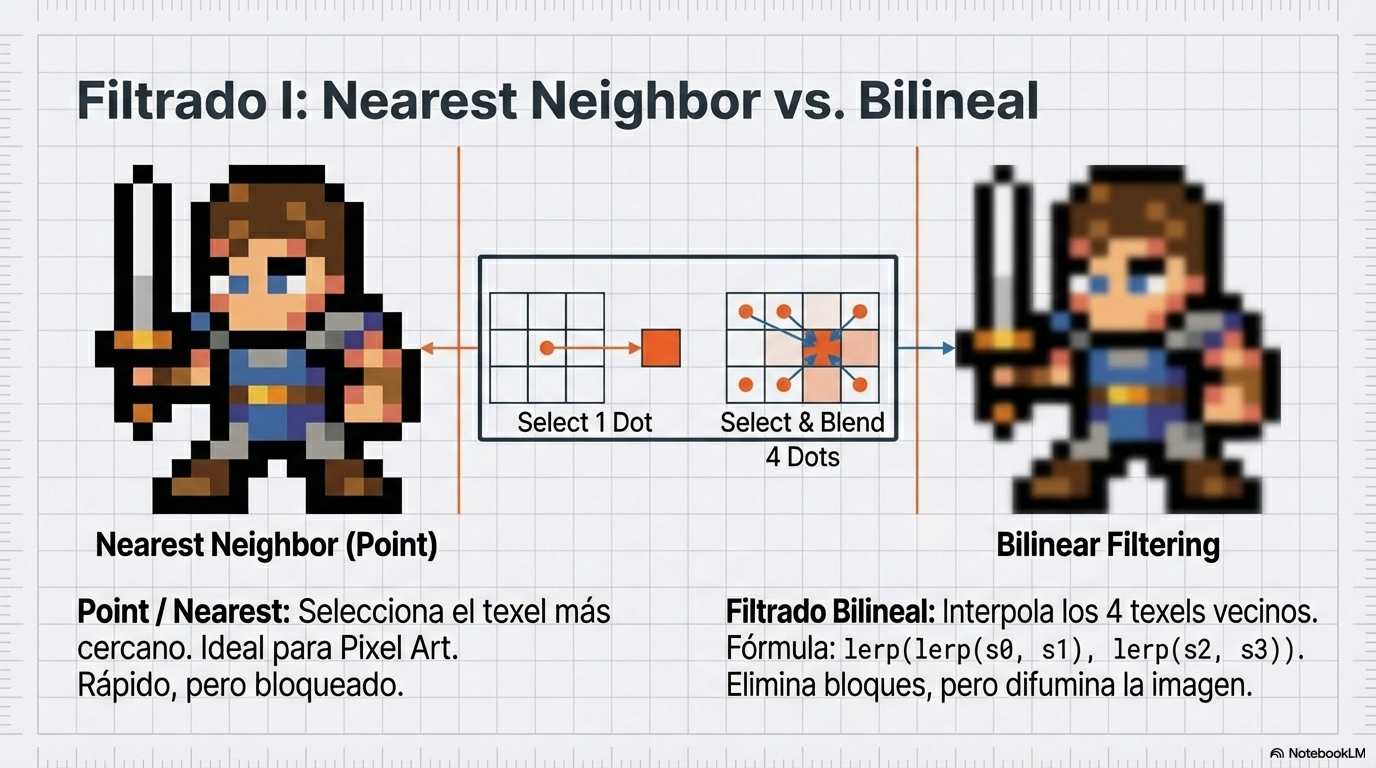 Filtrado I: Nearest Neighbor vs. Bilineal
Select 1 Dot
Select & Blend
4 Dots
Nearest Neighbor (Point)
Bilinear Filtering
Point / Nearest: Selecciona el texel más
cercano. Ideal para Pixel Art.
Rápido, pero bloqueado.
Filtrado Bilineal: Interpola los 4 texels vecinos.
Fórmula: lerp(lerp(s0, s1), lerp(s2, s3)).
Elimina bloques, pero difumina la imagen.
NotebookLM